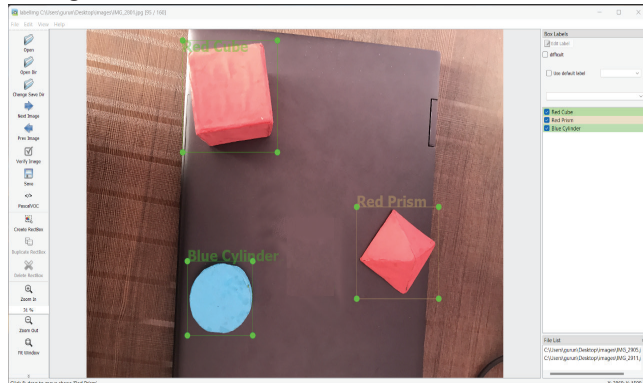 labelImg C:\Users\gurun\Desktop\images\IMG_2901.jpg [95 / 168]
File Edit View Help
Open
Open Dir
Change Save Dir
Next Image
Prev Image
Verify Image
Save
</>
PascalVOC
Create RectBox
Duplicate RectBox
Delete RectBox
Zoom In
Zoom Out
Fit Window
Red Cube
Red Prism
Blue Cylinder
Box Labels
Edit Label
difficult
Use default label
Red Cube
Red Prism
Blue Cylinder
File List
C:\Users\gurun\Desktop\images\IMG_2905.j
C:\Users\gurun\Desktop\images\IMG_2911.j